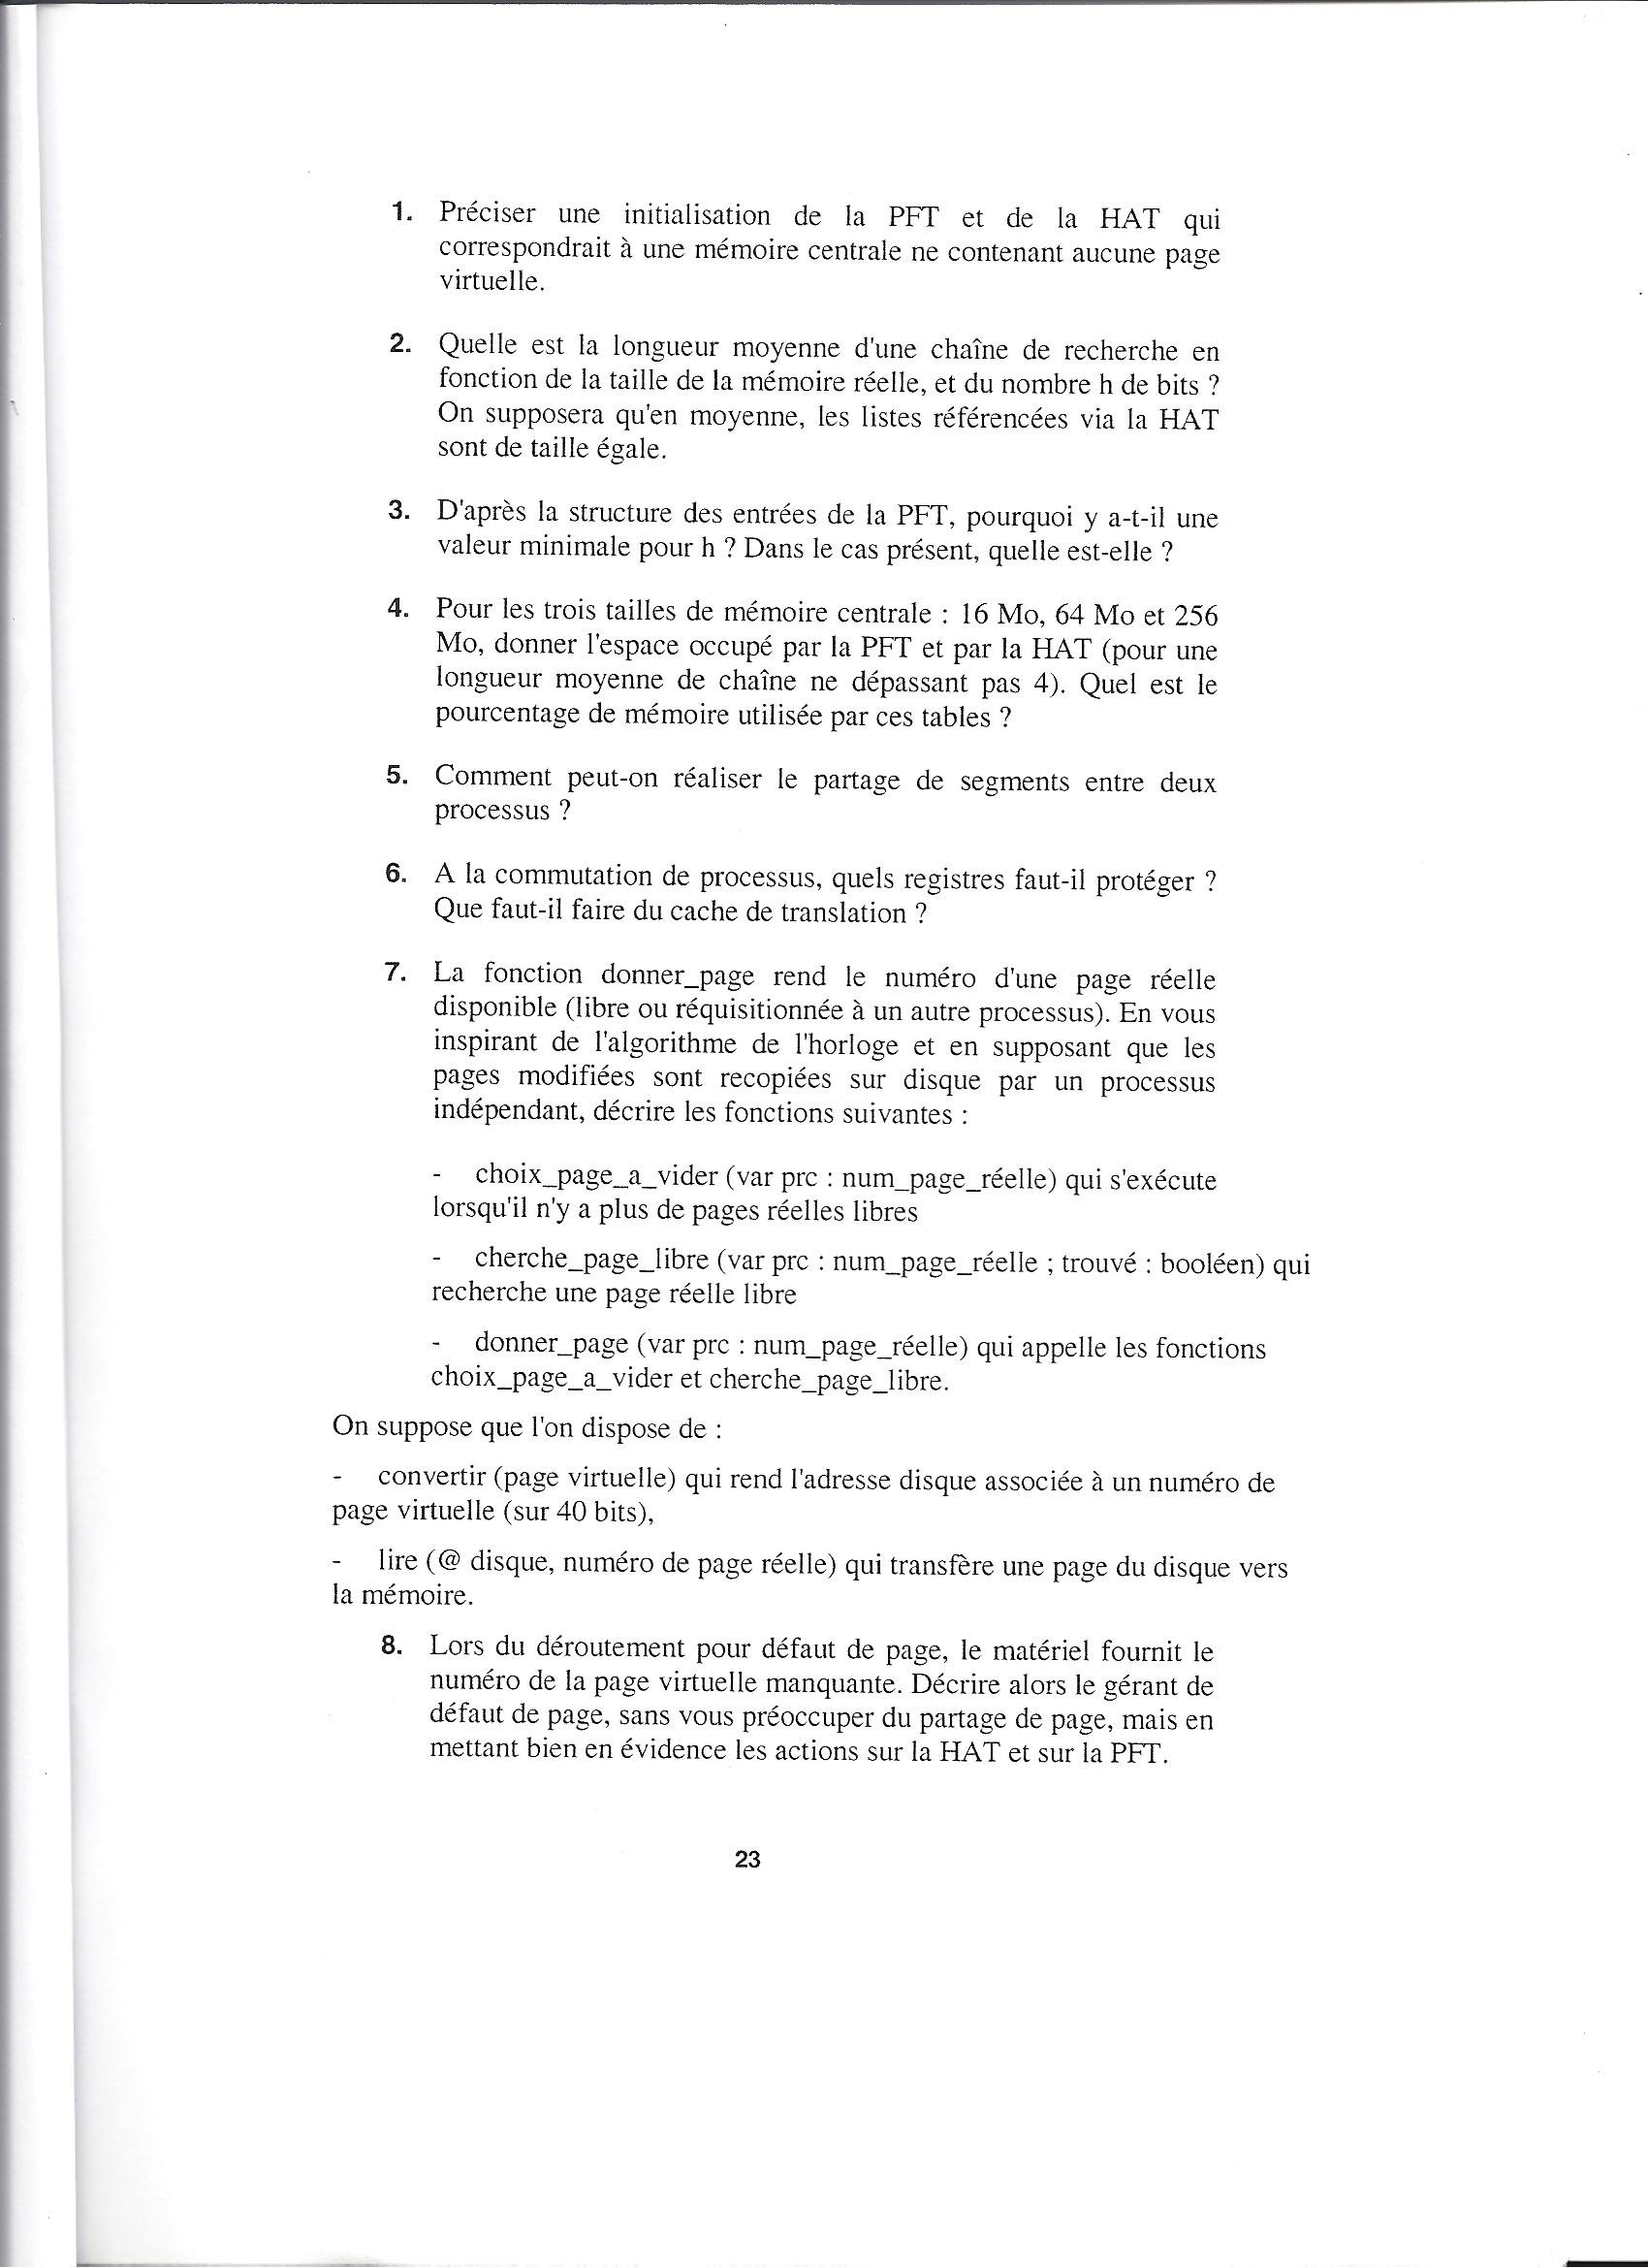 1. Préciser une initialisation de la PFT et de la HAT qui
correspondrait à une mémoire centrale ne contenant aucune page
virtuelle.
2. Quelle est la longueur moyenne d'une chaîne de recherche en
fonction de la taille de la mémoire réelle, et du nombre h de bits ?
On supposera qu'en moyenne, les listes référencées via la HAT
sont de taille égale.
3. D'après la structure des entrées de la PFT, pourquoi y a-t-il une
valeur minimale pour h ? Dans le cas présent, quelle est-elle ?
4. Pour les trois tailles de mémoire centrale : 16 Mo, 64 Mo et 256
Mo, donner l'espace occupé par la PFT et par la HAT (pour une
longueur moyenne de chaîne ne dépassant pas 4). Quel est le
pourcentage de mémoire utilisée par ces tables ?
5. Comment peut-on réaliser le partage de segments entre deux
processus ?
6. A la commutation de processus, quels registres faut-il protéger ?
Que faut-il faire du cache de translation ?
7. La fonction donner_page rend le numéro d'une page réelle
disponible (libre ou réquisitionnée à un autre processus). En vous
inspirant de l'algorithme de l'horloge et en supposant que les
pages modifiées sont recopiées sur disque par un processus
indépendant, décrire les fonctions suivantes :
- choix_page_a_vider (var prc : num_page_réelle) qui s'exécute
lorsqu'il n'y a plus de pages réelles libres
- cherche_page_libre (var prc : num_page_réelle ; trouvé : booléen) qui
recherche une page réelle libre
- donner_page (var prc : num_page_réelle) qui appelle les fonctions
choix_page_a_vider et cherche_page_libre.
On suppose que l'on dispose de :
- convertir (page virtuelle) qui rend l'adresse disque associée à un numéro de
page virtuelle (sur 40 bits),
- lire (@ disque, numéro de page réelle) qui transfère une page du disque vers
la mémoire.
8. Lors du déroutement pour défaut de page, le matériel fournit le
numéro de la page virtuelle manquante. Décrire alors le gérant de
défaut de page, sans vous préoccuper du partage de page, mais en
mettant bien en évidence les actions sur la HAT et sur la PFT.
23